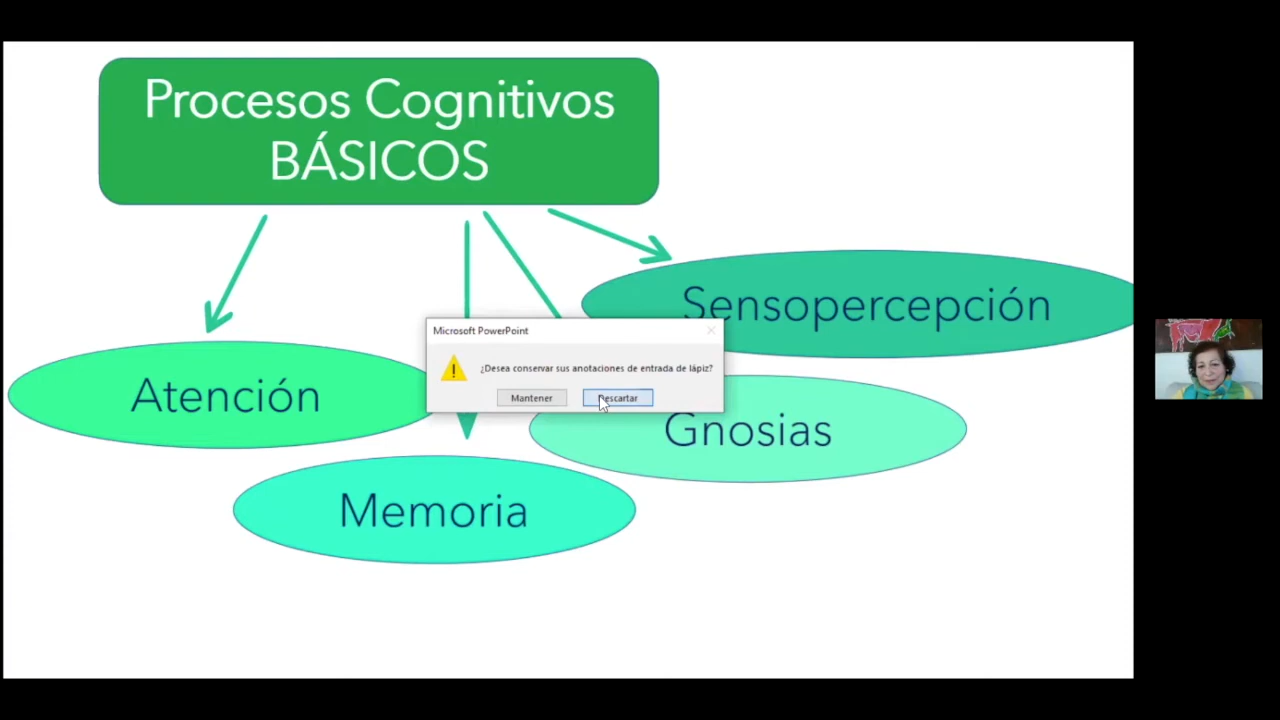 Procesos Cognitivos
BÁSICOS
Sensopercepción
Microsoft PowerPoint
¿Desea conservar sus anotaciones de entrada de lápiz?
Mantener
Descartar
Atención
Gnosias
Memoria